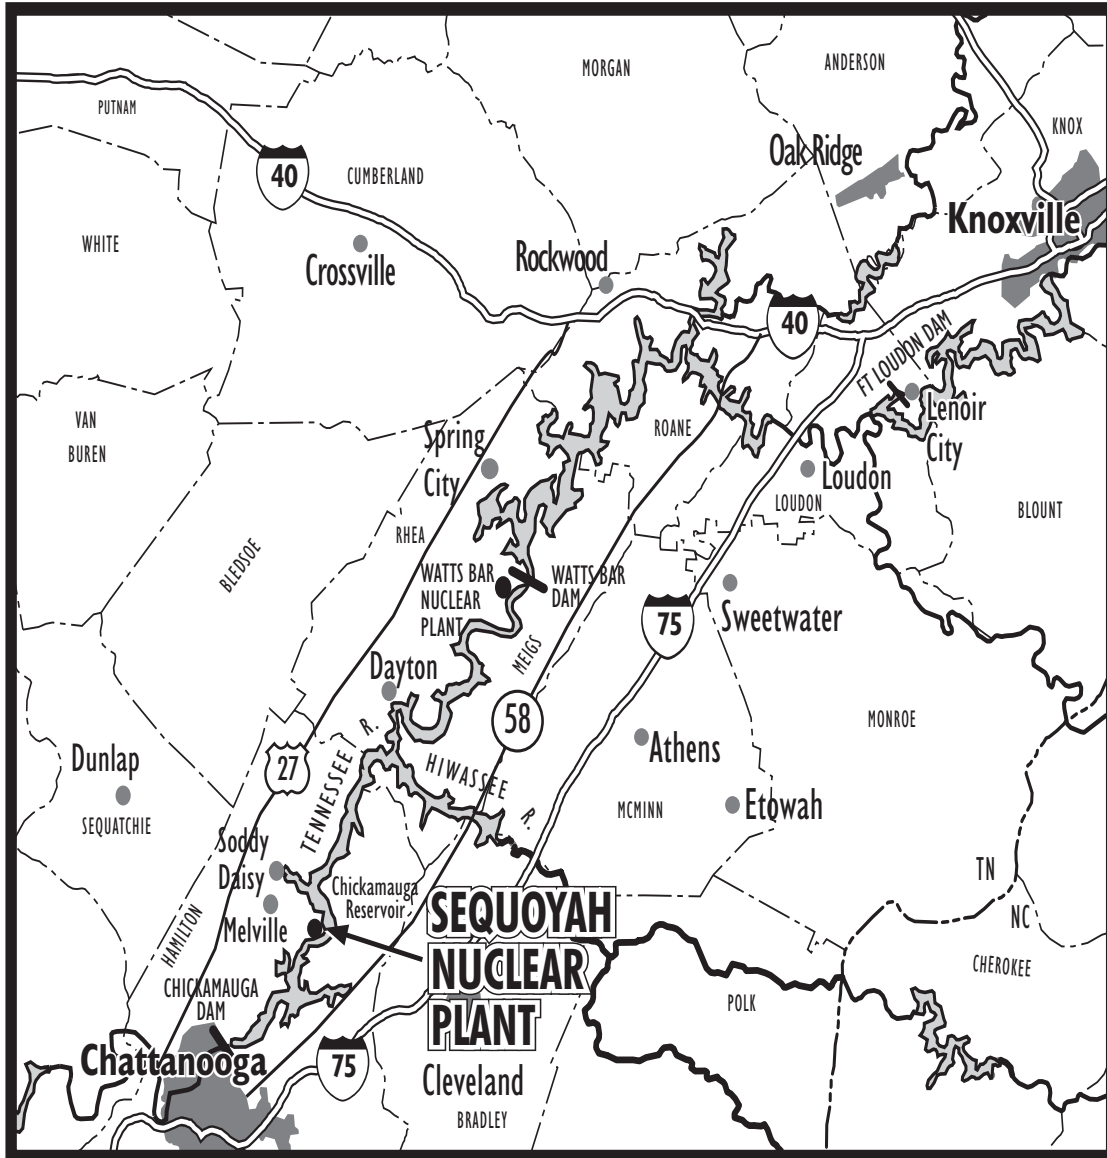 MORGAN
ANDERSON
PUTNAM
KNOX
Oak Ridge
40
CUMBERLAND
Knoxville
WHITE
Rockwood
Crossville
40
FT LOUDON DAM
VAN
BUREN
ROANE
Lenoir
City
Spring
City
Loudon
LOUDON
BLOUNT
RHEA
BLEDSOE
WATTS BAR
NUCLEAR
PLANT
WATTS BAR
DAM
75
Sweetwater
MEIGS
Dayton
58
MONROE
TENNESSEE R.
Athens
Dunlap
27
HIWASSEE R.
Etowah
MCMINN
SEQUATCHIE
Soddy
Daisy
TN
Chickamauga
Reservoir
NC
SEQUOYAH
NUCLEAR
PLANT
Melville
HAMILTON
CHEROKEE
CHICKAMAUGA
DAM
POLK
Chattanooga
75
Cleveland
BRADLEY